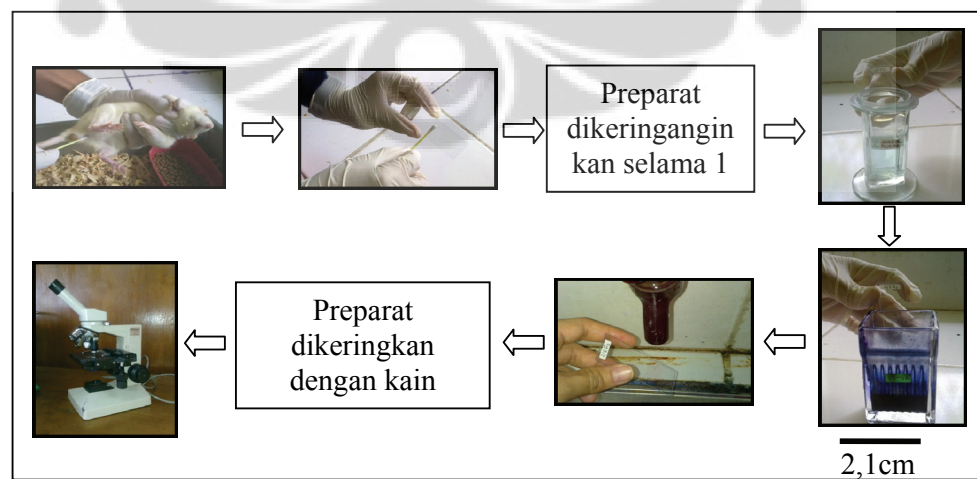 Preparat
dikeringangin
kan selama 1
Preparat
dikeringkan
dengan kain
2,1cm